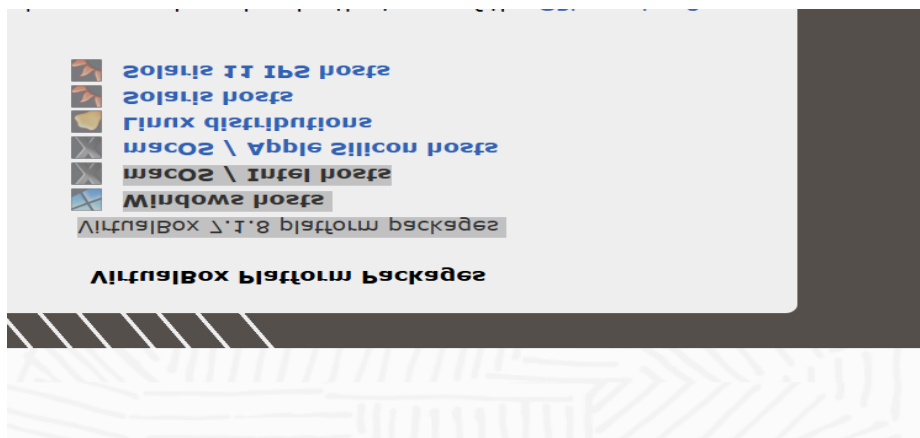 VirtualBox Platform Packages
VirtualBox 7.1.8 platform packages
Windows hosts
macOS / Intel hosts
macOS / Apple Silicon hosts
Linux distributions
Solaris hosts
Solaris 11 IPS hosts